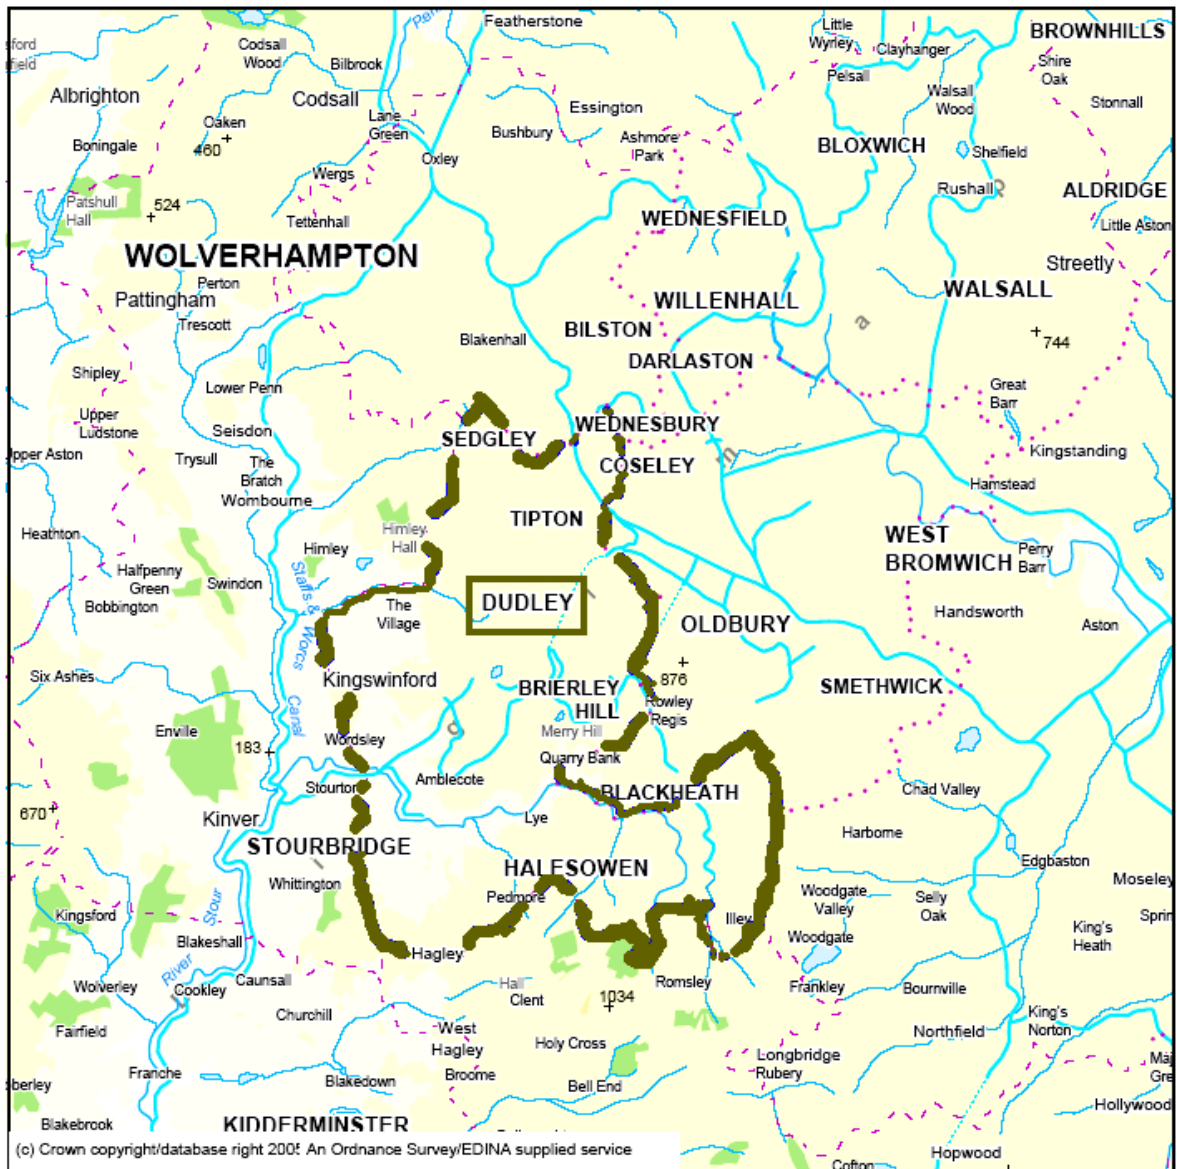 Featherstone
Little
Wyrley
BROWNHILLS
Codsall
Wood
Bilbrook
Clayhanger
Pelsall
Shire
Oak
Albrighton
Codsall
Walsall
Wood
Stonnall
Essington
Lane
Green
Oaken
460
Bushbury
Ashmore
Park
BLOXWICH
Boningale
Oxley
Shelfield
Wergs
Rushall
ALDRIDGE
Patshull
Hall
524
Tettenhall
WEDNESFIELD
Little Aston
WOLVERHAMPTON
Streetly
Perton
Pattingham
WILLENHALL
WALSALL
Trescott
BILSTON
Blakenhall
744
DARLASTON
Shipley
Lower Penn
Great
Barr
Upper
Ludstone
Seisdon
SEDGLEY
WEDNESBURY
Upper Aston
Trysull
The
Bratch
COSELEY
Kingstanding
Wombourne
Hamstead
TIPTON
Heathton
Himley
Hall
WEST
BROMWICH
Himley
Perry
Barr
Halfpenny
Green
Swindon
Staffs & Worcs Canal
Bobbington
The
Village
DUDLEY
Handsworth
OLDBURY
Aston
Six Ashes
Kingswinford
876
BRIERLEY
HILL
SMETHWICK
Rowley
Regis
Enville
183
Wordsley
Merry Hill
Quarry Bank
Amblecote
Stourton
BLACKHEATH
Chad Valley
670
Kinver
Lye
Harborne
STOURBRIDGE
HALESOWEN
Edgbaston
Whittington
Pedmore
Woodgate
Valley
Selly
Oak
Moseley
Kingsford
Illey
River Stour
Blakeshall
Hagley
Woodgate
King's
Heath
Caunsall
Wolverley
Cookley
Hall
Clent
Romsley
Frankley
Bournville
1034
Churchill
Fairfield
West
Hagley
Holy Cross
Northfield
King's
Norton
Longbridge
Rubery
Franche
Blakedown
Broome
Bell End
Hollywood
Blakebrook
KIDDERMINSTER
(c) Crown copyright/database right 2005 An Ordnance Survey/EDINA supplied service
Hopwood
Cofton